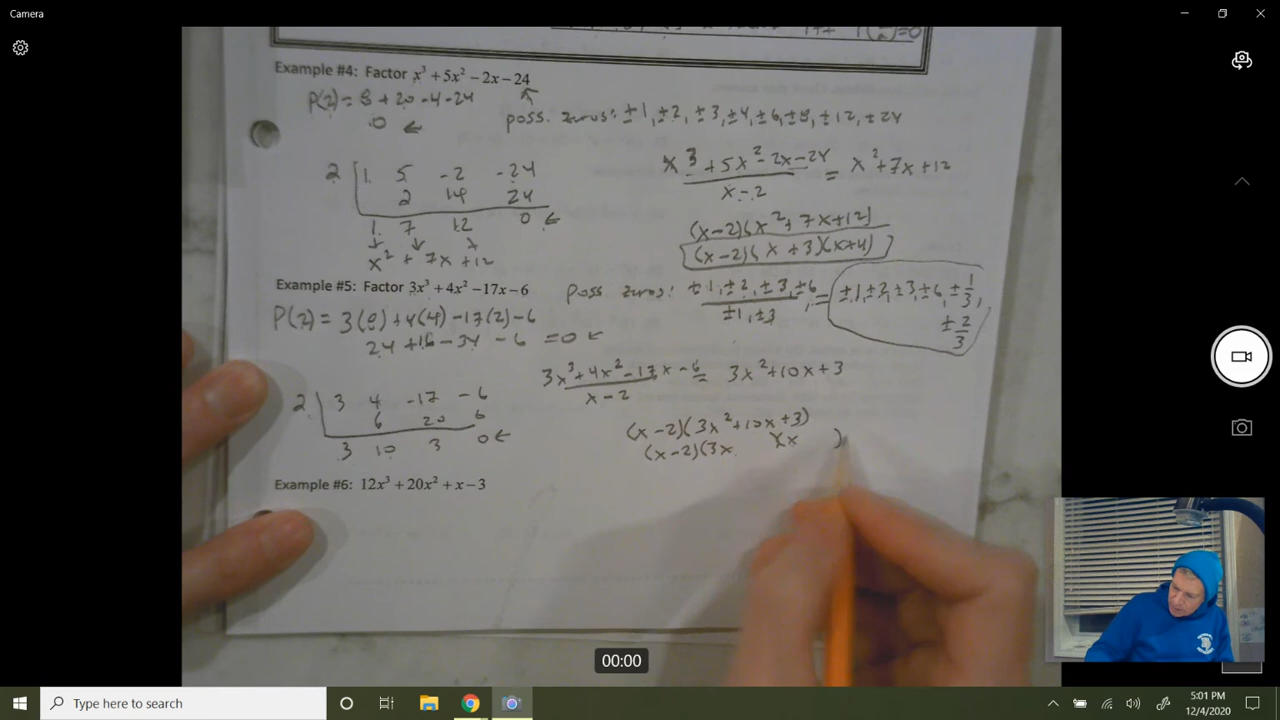 Camera
Example #4: Factor x³ + 5x² − 2x − 24
P(2) = 8 + 20 - 4 - 24
0 ←
poss. zeros: ±1, ±2, ±3, ±4, ±6, ±8, ±12, ±24
2 | 1 5 -2 -24
2 14 24
1 7 12 0 ←
x² + 7x + 12
x³ + 5x² - 2x - 24 = x² + 7x + 12
x - 2
(x-2)(x² + 7x + 12)
(x-2)(x + 3)(x+4)
Example #5: Factor 3x³ + 4x² − 17x − 6
poss zeros: ±1, ±2, ±3, ±6 = ±1, ±2, ±3, ±6, ±1/3,
±1, ±3
±2/3
P(2) = 3(8) + 4(4) - 17(2) - 6
24 + 16 - 34 - 6 = 0 ←
2 | 3 4 -17 -6
6 20 6
3 10 3 0 ←
3x³ + 4x² - 17x - 6 = 3x² + 10x + 3
x - 2
(x - 2)(3x² + 10x + 3)
(x - 2)(3x )(x )
Example #6: 12x³ + 20x² + x − 3
00:00
Type here to search
5:01 PM
12/4/2020